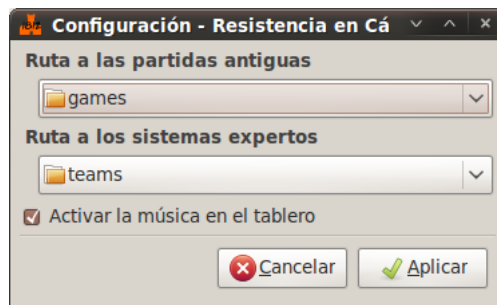 Configuración - Resistencia en Cá
Ruta a las partidas antiguas
games
Ruta a los sistemas expertos
teams
Activar la música en el tablero
Cancelar Aplicar